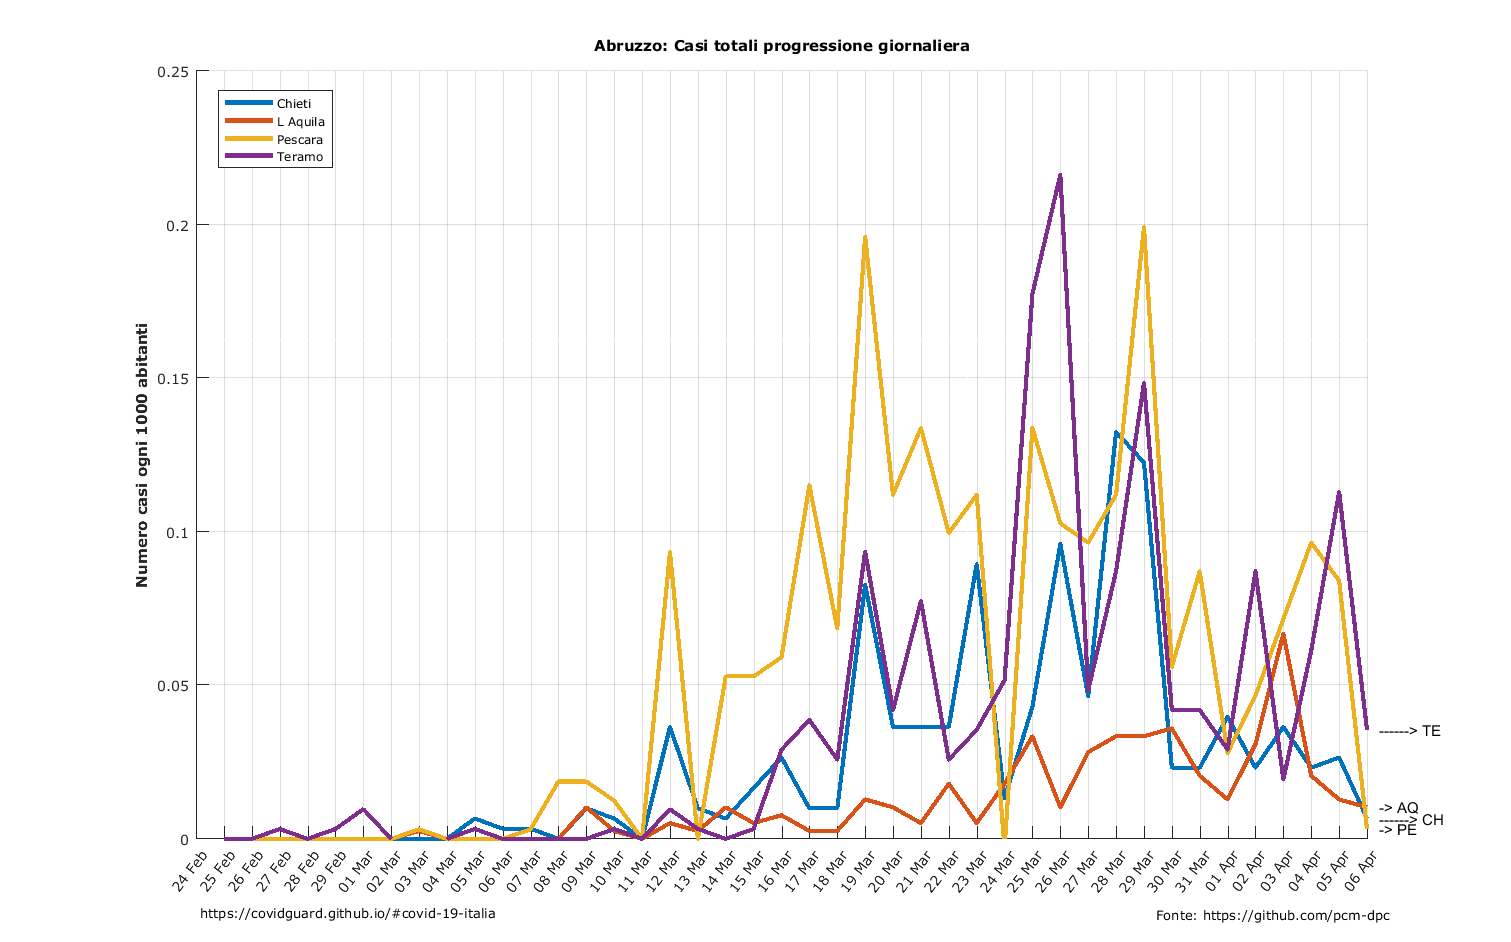 Abruzzo: Casi totali progressione giornaliera
Numero casi ogni 1000 abitanti
0.25
0.2
0.15
0.1
0.05
0
Chieti
L Aquila
Pescara
Teramo
------> TE
-> AQ
------> CH
-> PE
24 Feb
25 Feb
26 Feb
27 Feb
28 Feb
29 Feb
01 Mar
02 Mar
03 Mar
04 Mar
05 Mar
06 Mar
07 Mar
08 Mar
09 Mar
10 Mar
11 Mar
12 Mar
13 Mar
14 Mar
15 Mar
16 Mar
17 Mar
18 Mar
19 Mar
20 Mar
21 Mar
22 Mar
23 Mar
24 Mar
25 Mar
26 Mar
27 Mar
28 Mar
29 Mar
30 Mar
31 Mar
01 Apr
02 Apr
03 Apr
04 Apr
05 Apr
06 Apr
https://covidguard.github.io/#covid-19-italia
Fonte: https://github.com/pcm-dpc